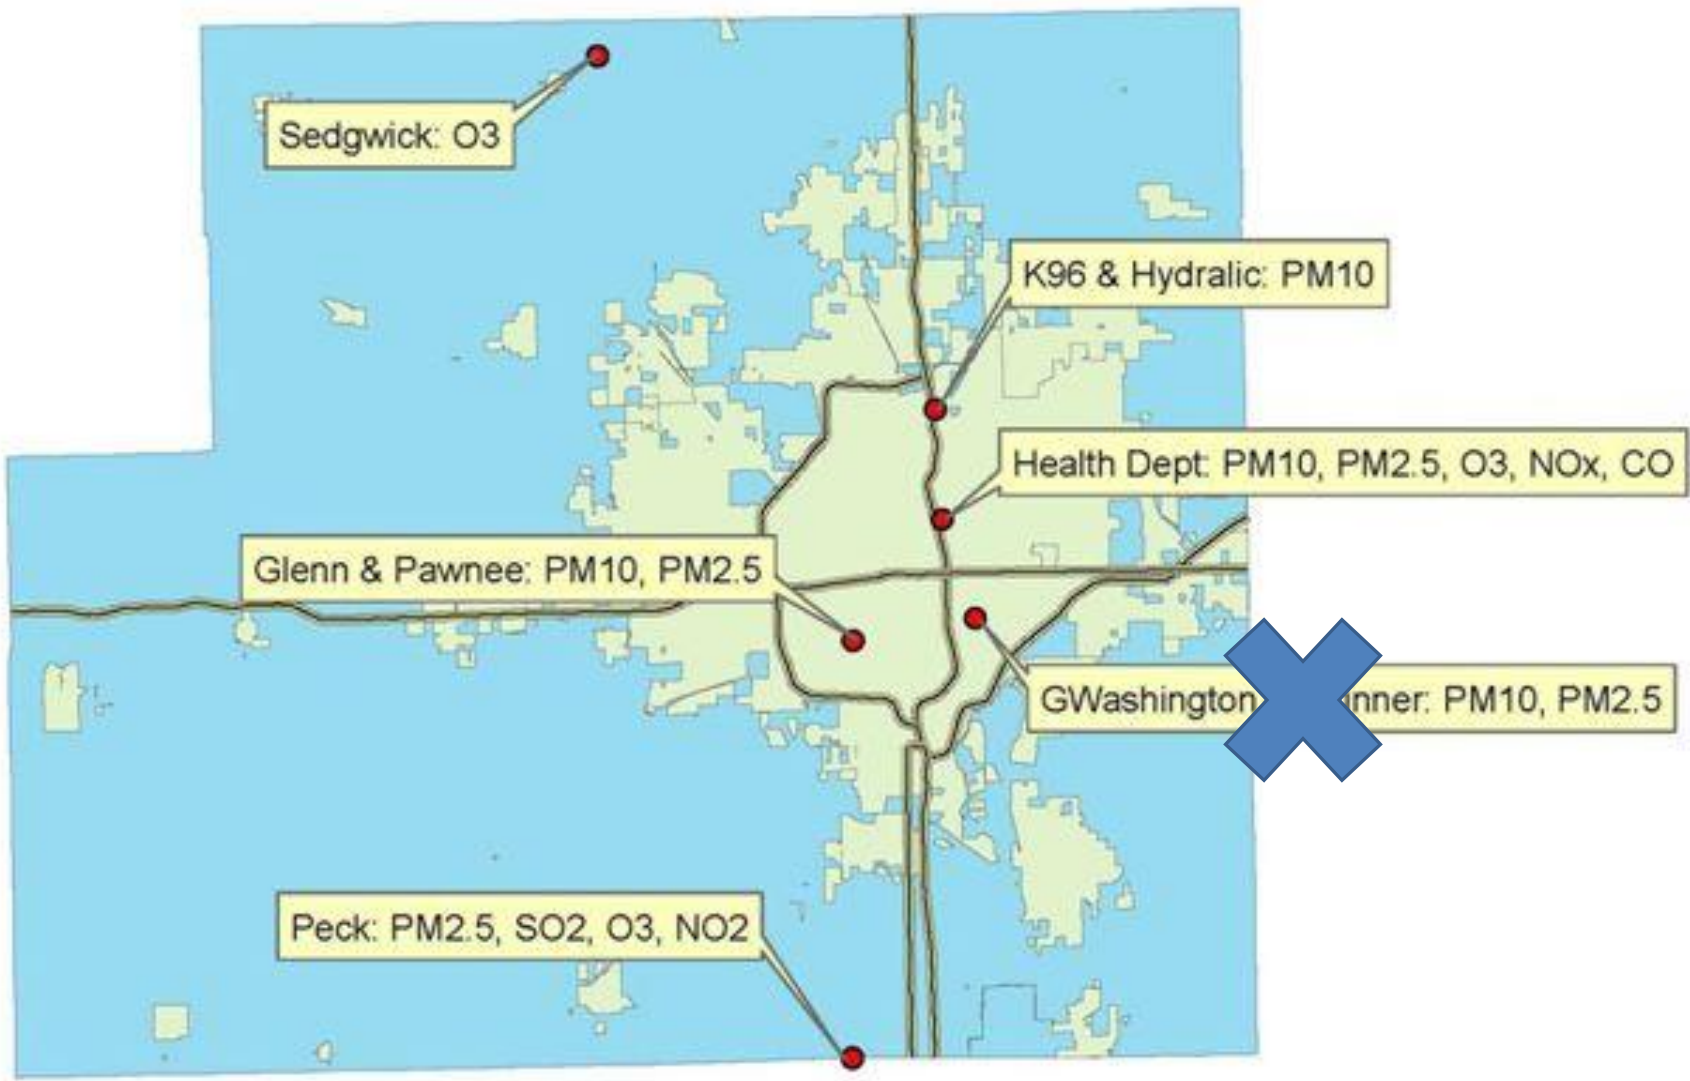 Sedgwick: O3
K96 & Hydralic: PM10
Health Dept: PM10, PM2.5, O3, NOx, CO
Glenn & Pawnee: PM10, PM2.5
GWashington nner: PM10, PM2.5
Peck: PM2.5, SO2, O3, NO2